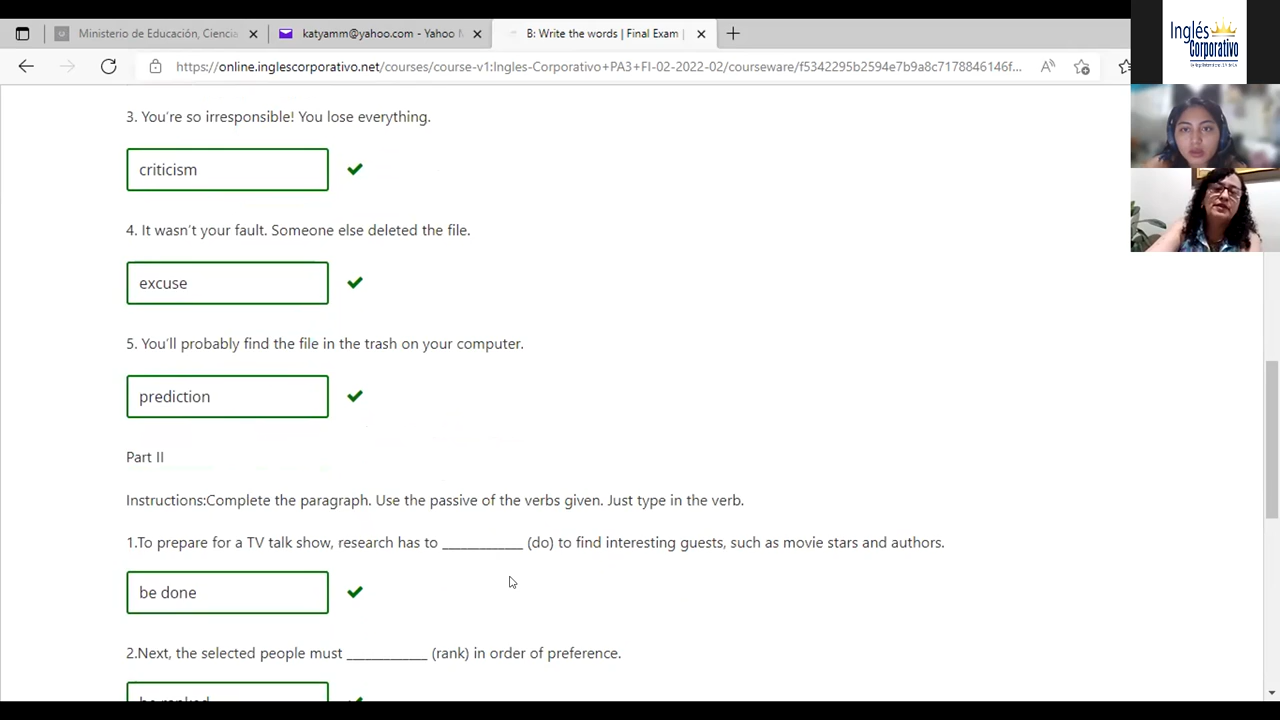 Ministerio de Educación, Ciencia
katyamm@yahoo.com - Yahoo M
B: Write the words | Final Exam |
https://online.inglescorporativo.net/courses/course-v1:Ingles-Corporativo+PA3+FI-02-2022-02/courseware/f5342295b2594e7b9a8c7178846146f...
Inglés
Corporativo
3. You're so irresponsible! You lose everything.
criticism
4. It wasn't your fault. Someone else deleted the file.
excuse
5. You'll probably find the file in the trash on your computer.
prediction
Part II
Instructions:Complete the paragraph. Use the passive of the verbs given. Just type in the verb.
1.To prepare for a TV talk show, research has to ____________ (do) to find interesting guests, such as movie stars and authors.
be done
2.Next, the selected people must ____________ (rank) in order of preference.
be ranked